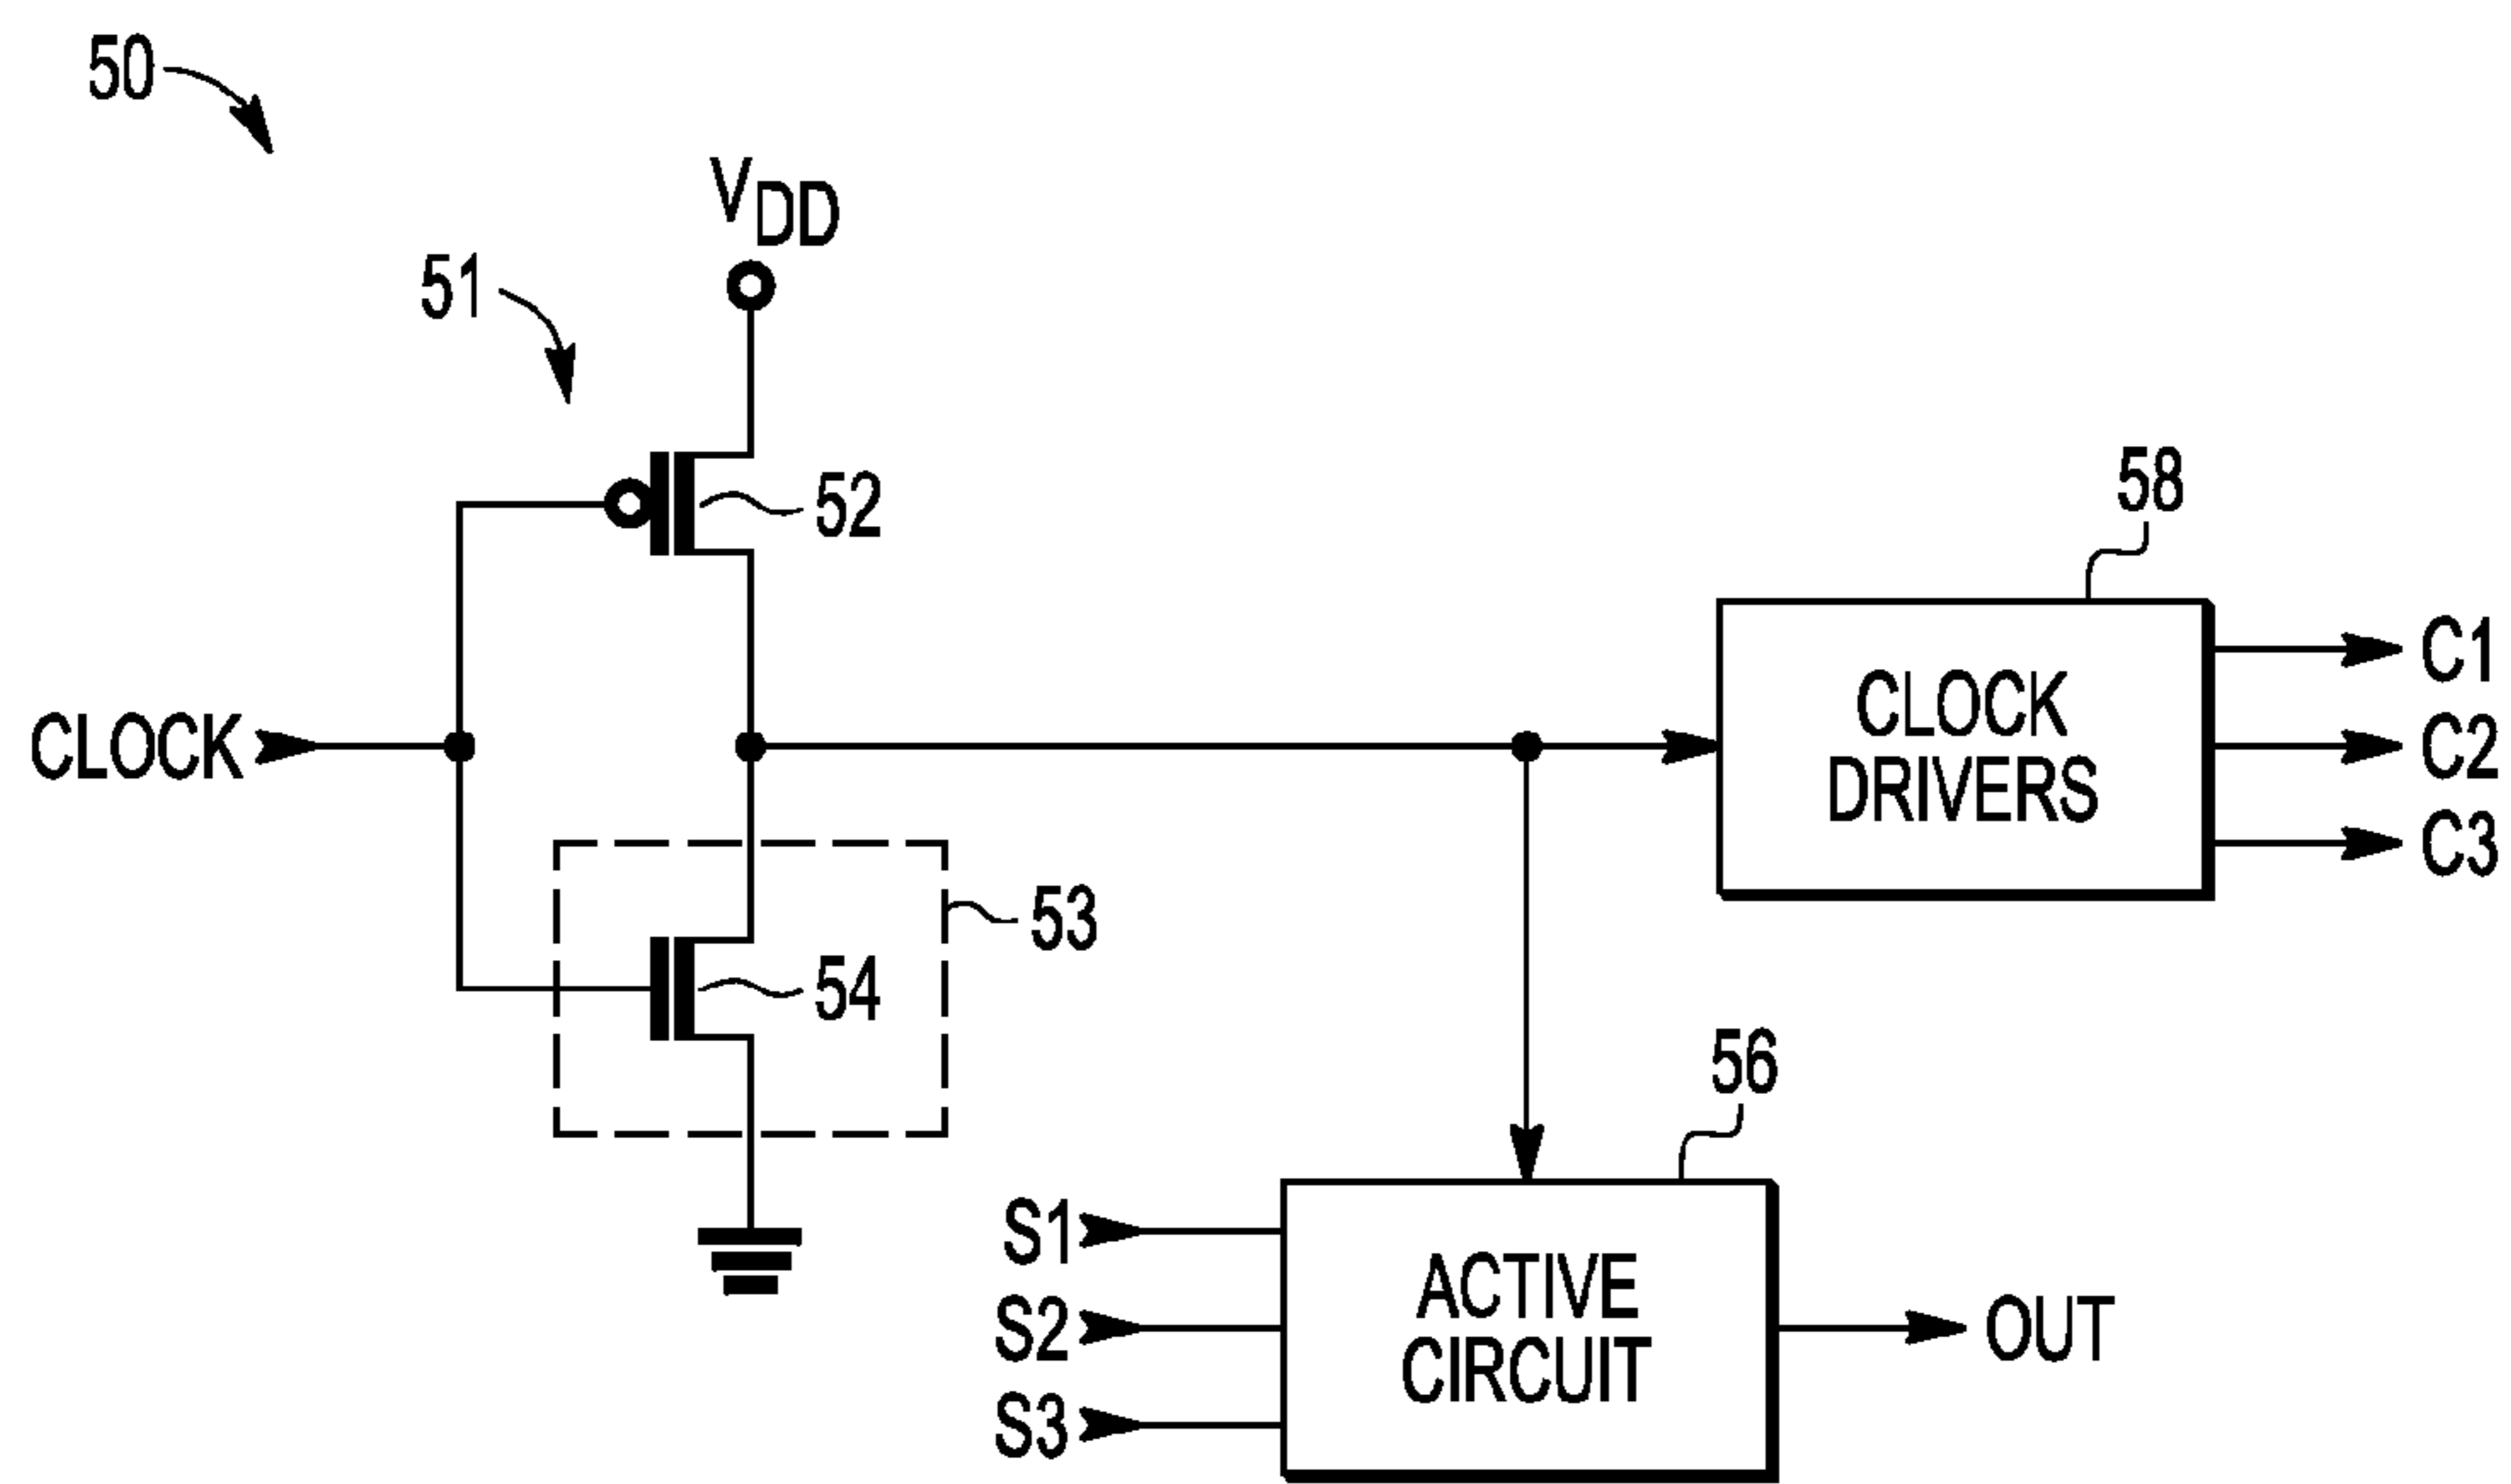 50
VDD
51
52
58
CLOCK
CLOCK
DRIVERS
C1
C2
C3
53
54
56
S1
S2
S3
ACTIVE
CIRCUIT
OUT